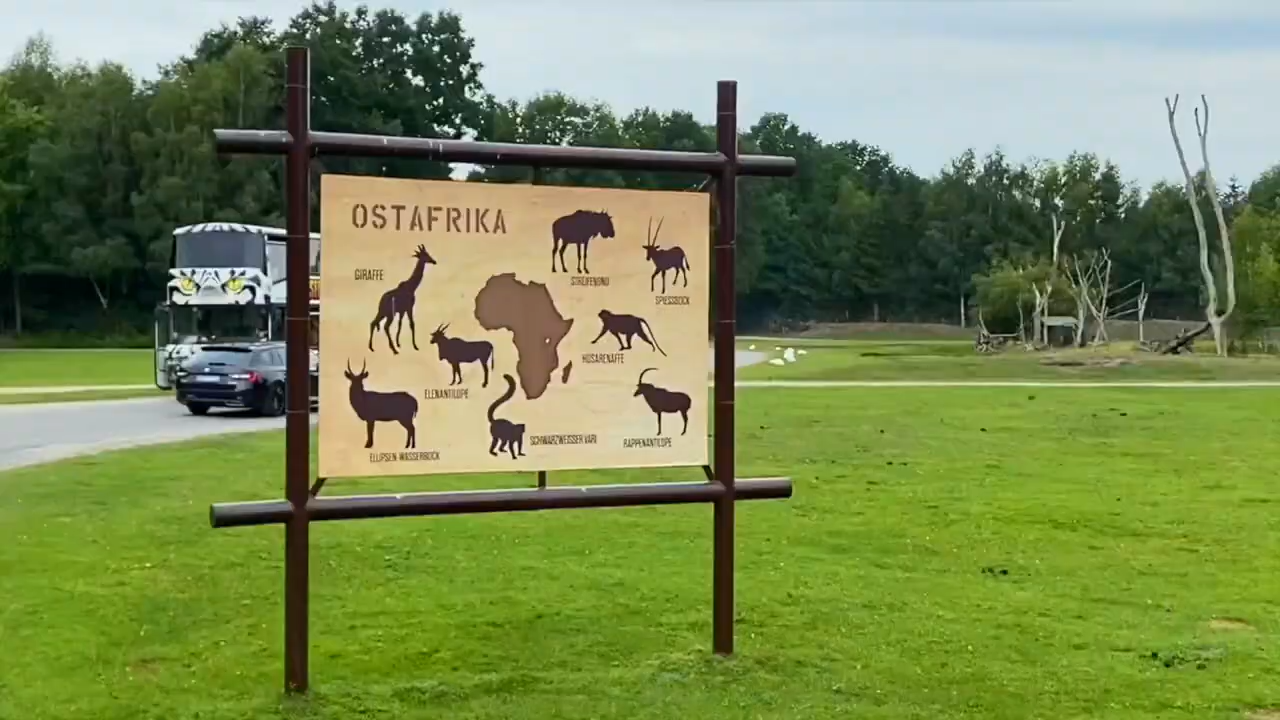 OSTAFRIKA
STREIFENGNU
GIRAFFE
SPIESSBOCK
HUSARENAFFE
ELENANTILOPE
SCHWARZWEISSER VARI
RAPPENANTILOPE
ELLIPSEN-WASSERBOCK